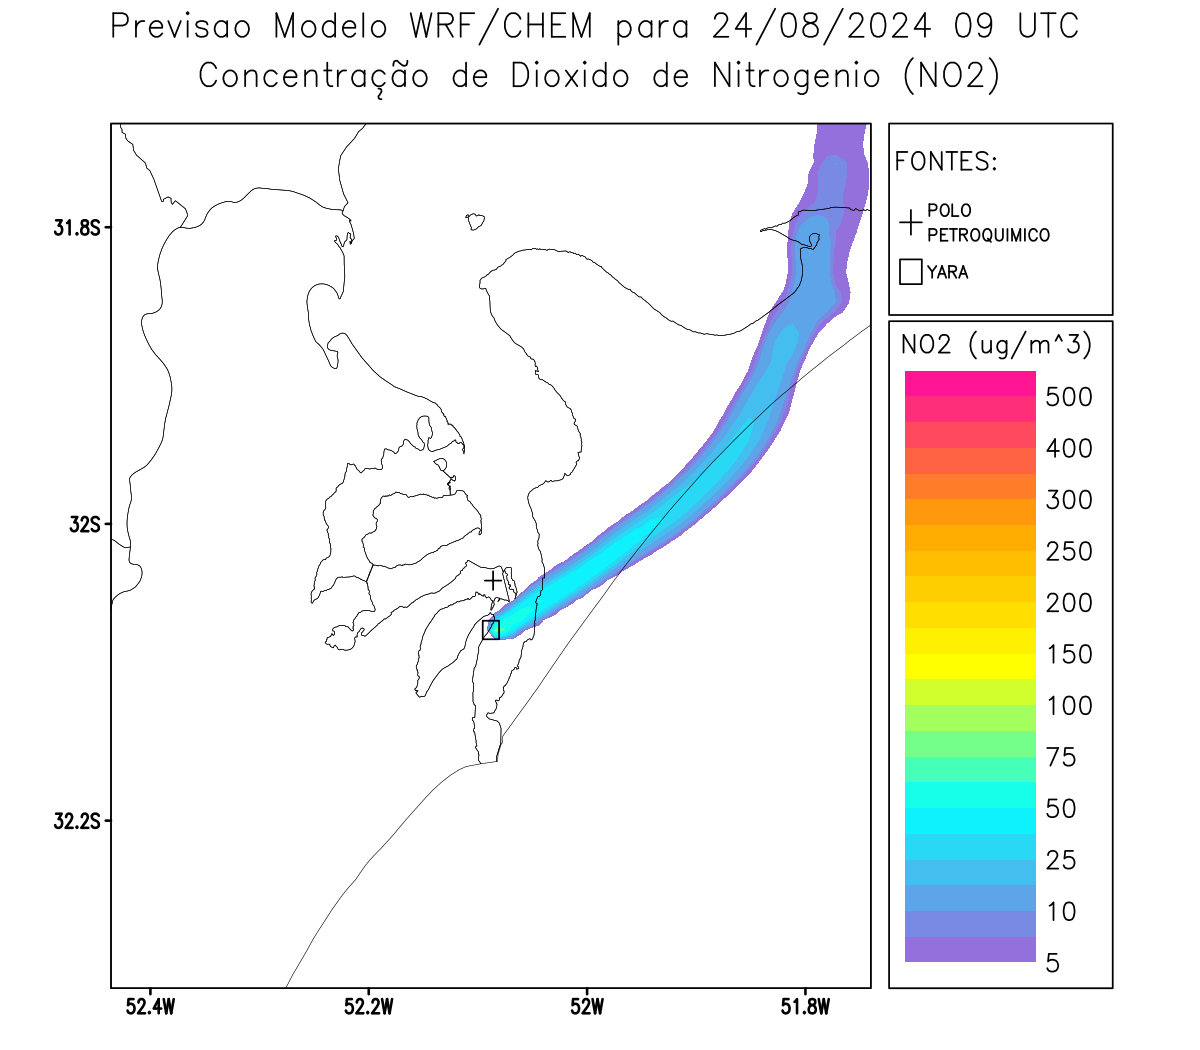 Previsao Modelo WRF/CHEM para 24/08/2024 09 UTC
Concentração de Dioxido de Nitrogenio (NO2)
FONTES:
POLO
PETROQUIMICO
YARA
NO2 (ug/m^3)
500
400
300
250
200
150
100
75
50
25
10
5
31.8S
32S
32.2S
52.4W
52.2W
52W
51.8W